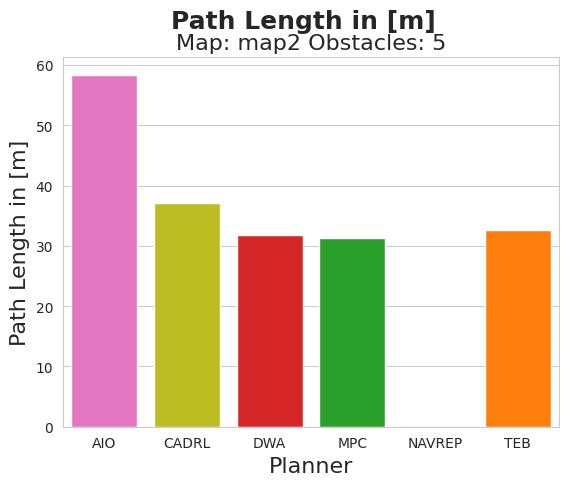 Path Length in [m]
Map: map2 Obstacles: 5
Path Length in [m]
60
50
40
30
20
10
0
AIO CADRL DWA MPC NAVREP TEB
Planner